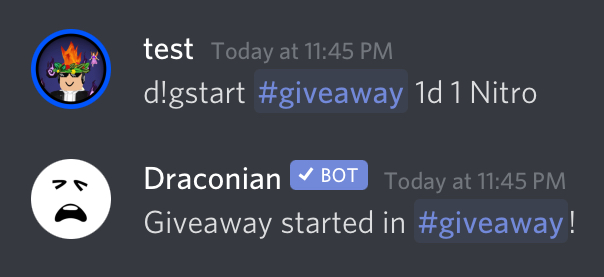 test Today at 11:45 PM
d!gstart #giveaway 1d 1 Nitro
Draconian ✓ BOT Today at 11:45 PM
Giveaway started in #giveaway!